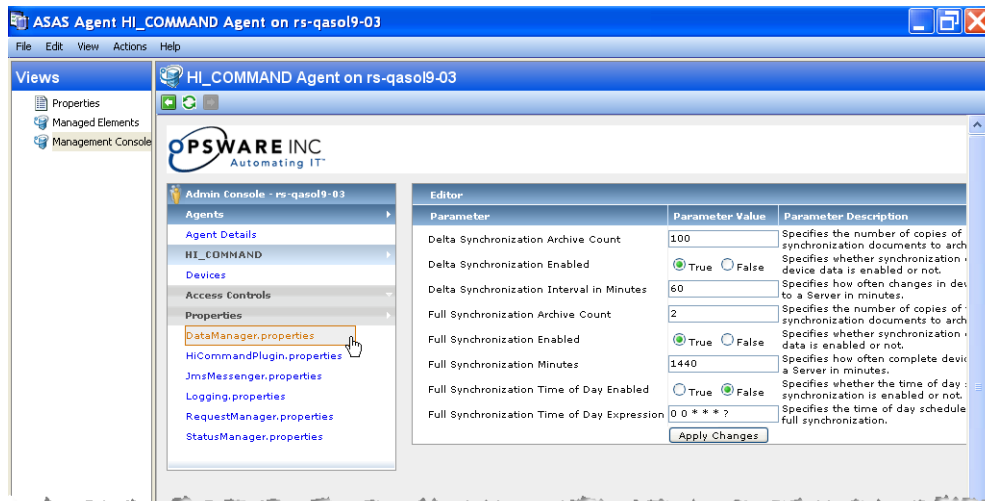 ASAS Agent HI_COMMAND Agent on rs-qasol9-03
File Edit View Actions Help
Views
HI_COMMAND Agent on rs-qasol9-03
Properties
Managed Elements
Management Console
OPSWARE INC
Automating IT™
Admin Console - rs-qasol9-03
Agents
Agent Details
HI_COMMAND
Devices
Access Controls
Properties
DataManager.properties
HiCommandPlugin.properties
JmsMessenger.properties
Logging.properties
RequestManager.properties
StatusManager.properties
Editor
Parameter Parameter Value Parameter Description
Delta Synchronization Archive Count 100 Specifies the number of copies of
synchronization documents to arch
Delta Synchronization Enabled True False Specifies whether synchronization
device data is enabled or not.
Delta Synchronization Interval in Minutes 60 Specifies how often changes in dev
to a Server in minutes.
Full Synchronization Archive Count 2 Specifies the number of copies of
synchronization documents to arch
Full Synchronization Enabled True False Specifies whether synchronization
data is enabled or not.
Full Synchronization Minutes 1440 Specifies how often complete devic
a Server in minutes.
Full Synchronization Time of Day Enabled True False Specifies whether the time of day
synchronization is enabled or not.
Full Synchronization Time of Day Expression 0 0 * * * ? Specifies the time of day schedule
full synchronization.
Apply Changes